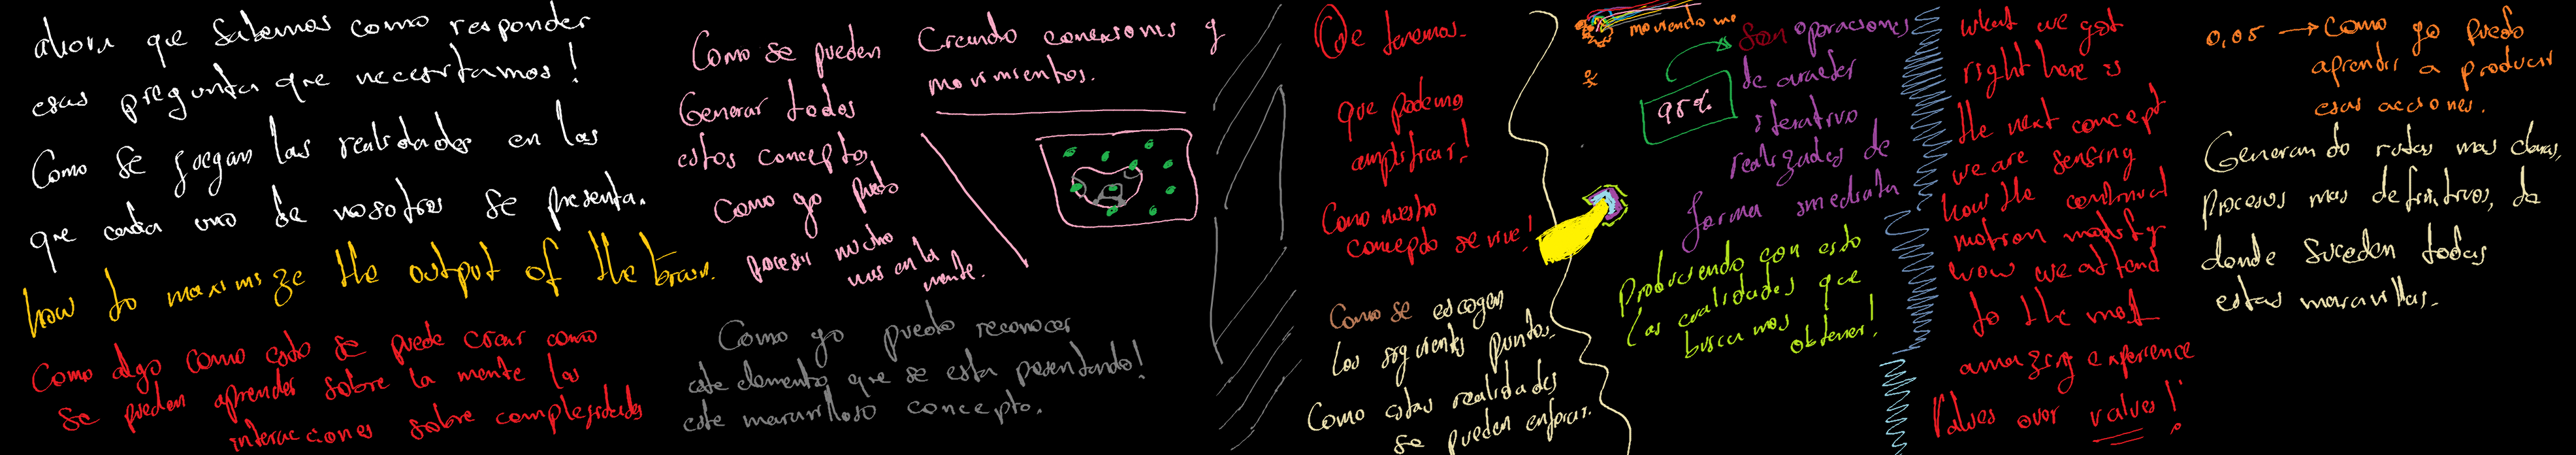 ahora que sabemos como responder
esas pregunta que necesitamos!
Como se juegan las realidades en las
que cada uno de nosotros se presenta.
how to maximize the output of the brain.
Como algo como esto se puede crear como
se pueden aprender sobre la mente las
interacciones sobre complejidades
Como se pueden
Generar todos
estos conceptos
Como yo puedo
poseer mucho
mas en la
mente.
Creando conexiones y
movimientos.
Como yo puedo reconocer
este elemento que se esta presentando!
este maravilloso concepto.
De tenemos.
que podemo
amplificar!
Como nuestro
concepto se vive!
Como se escogen
los siguientes puntos.
Como estas realidades
se pueden enfocar.
moviendo me
95%
Son operaciones
de caracter
iterativo
realizadas de
forma inmediata
Produciendo con esto
las cualidades que
buscamos obtener!
what we got
right here is
the next concept
we are sensing
how the continual
motion modify
wow we attend
to the most
amazing experience
Values over values!
0,05 → Como yo puedo
aprender a producir
esas acciones.
Generando rutas mas claras,
procesos mas definitivos, de
donde suceden todas
estas maravillas.